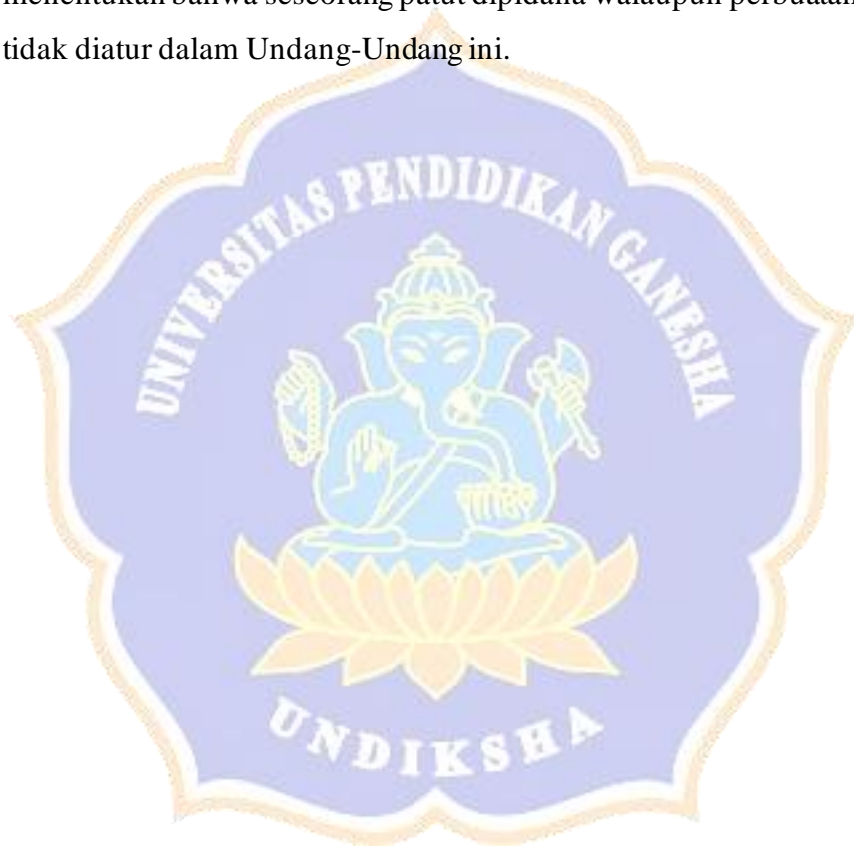 menentukan bahwa seseorang patut dipidana walaupun perbuatan
tidak diatur dalam Undang-Undang ini.
UNIVERSITAS PENDIDIKAN GANESHA
UNDIKSHA